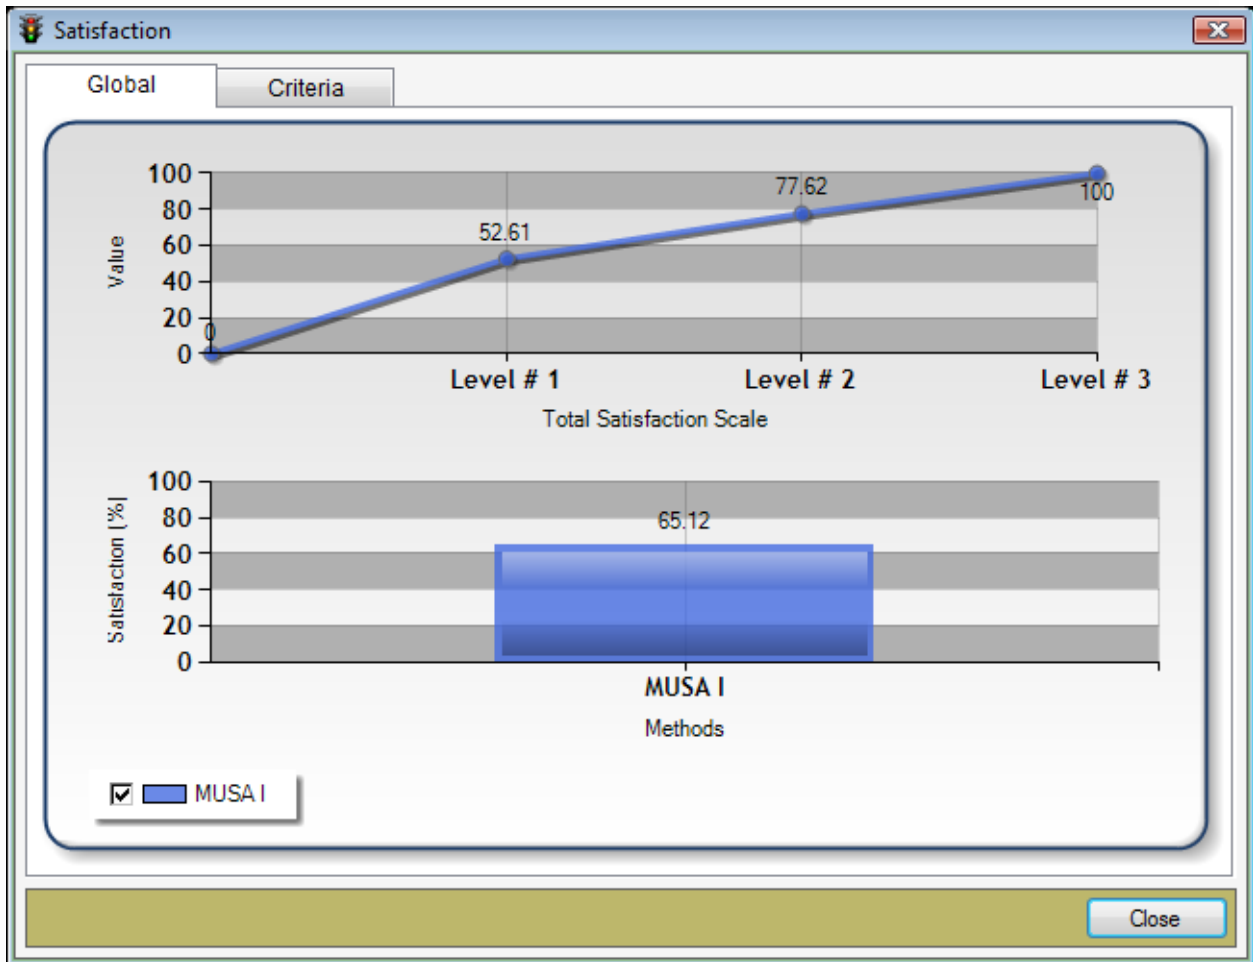 Satisfaction
Global
Criteria
Value
100
80
60
40
20
0
0
52.61
77.62
100
Level # 1
Level # 2
Level # 3
Total Satisfaction Scale
Satisfaction (%)
100
80
60
40
20
0
65.12
MUSA I
Methods
MUSA I
Close